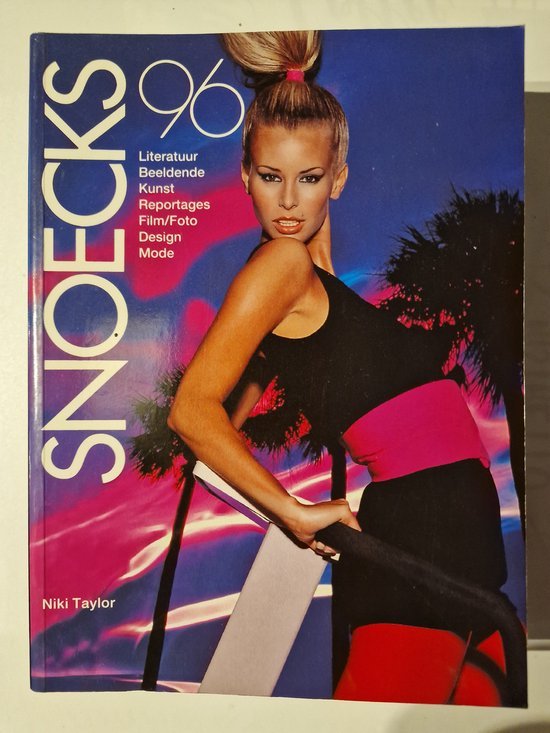 SNOECKS
96
Literatuur
Beeldende
Kunst
Reportages
Film/Foto
Design
Mode
Niki Taylor